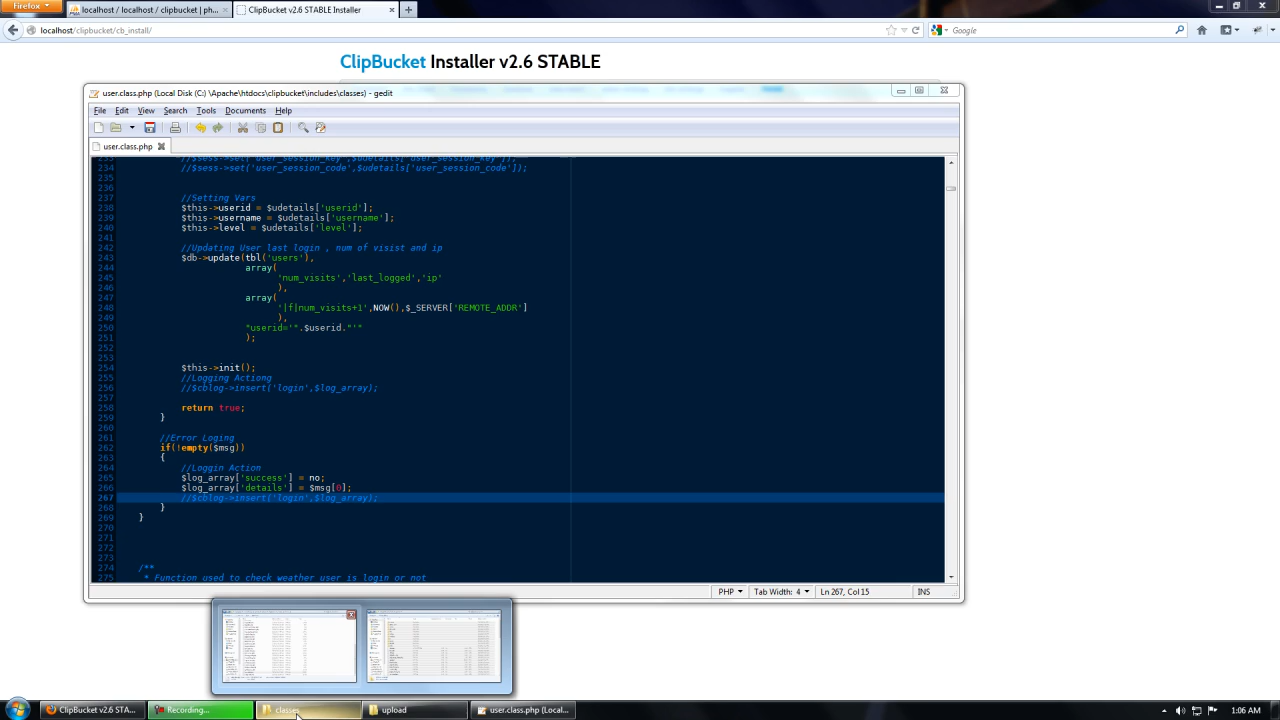 Firefox
localhost / localhost / clipbucket | ph...
ClipBucket v2.6 STABLE Installer
localhost/clipbucket/cb_install/
Google
ClipBucket Installer v2.6 STABLE
user.class.php (Local Disk (C:) \Apache\htdocs\clipbucket\includes\classes) - gedit
File Edit View Search Tools Documents Help
user.class.php
233 //$sess->set('user_session_key',$udetails['user_session_key']);
234 //$sess->set('user_session_code',$udetails['user_session_code']);
235
236
237 //Setting Vars
238 $this->userid = $udetails['userid'];
239 $this->username = $udetails['username'];
240 $this->level = $udetails['level'];
241
242 //Updating User last login , num of visist and ip
243 $db->update(tbl('users'),
244 array(
245 'num_visits','last_logged','ip'
246 ),
247 array(
248 '|f|num_visits+1',NOW(),$_SERVER['REMOTE_ADDR']
249 ),
250 "userid='".$userid."'"
251 );
252
253
254 $this->init();
255 //Logging Actiong
256 //$cblog->insert('login',$log_array);
257
258 return true;
259 }
260
261 //Error Loging
262 if(!empty($msg))
263 {
264 //Loggin Action
265 $log_array['success'] = no;
266 $log_array['details'] = $msg[0];
267 //$cblog->insert('login',$log_array);
268 }
269 }
270
271
272
273
274 /**
275 * Function used to check weather user is login or not
PHP Tab Width: 4 Ln 267, Col 15 INS
ClipBucket v2.6 STA...
Recording...
classes
upload
user.class.php (Local...
1:06 AM